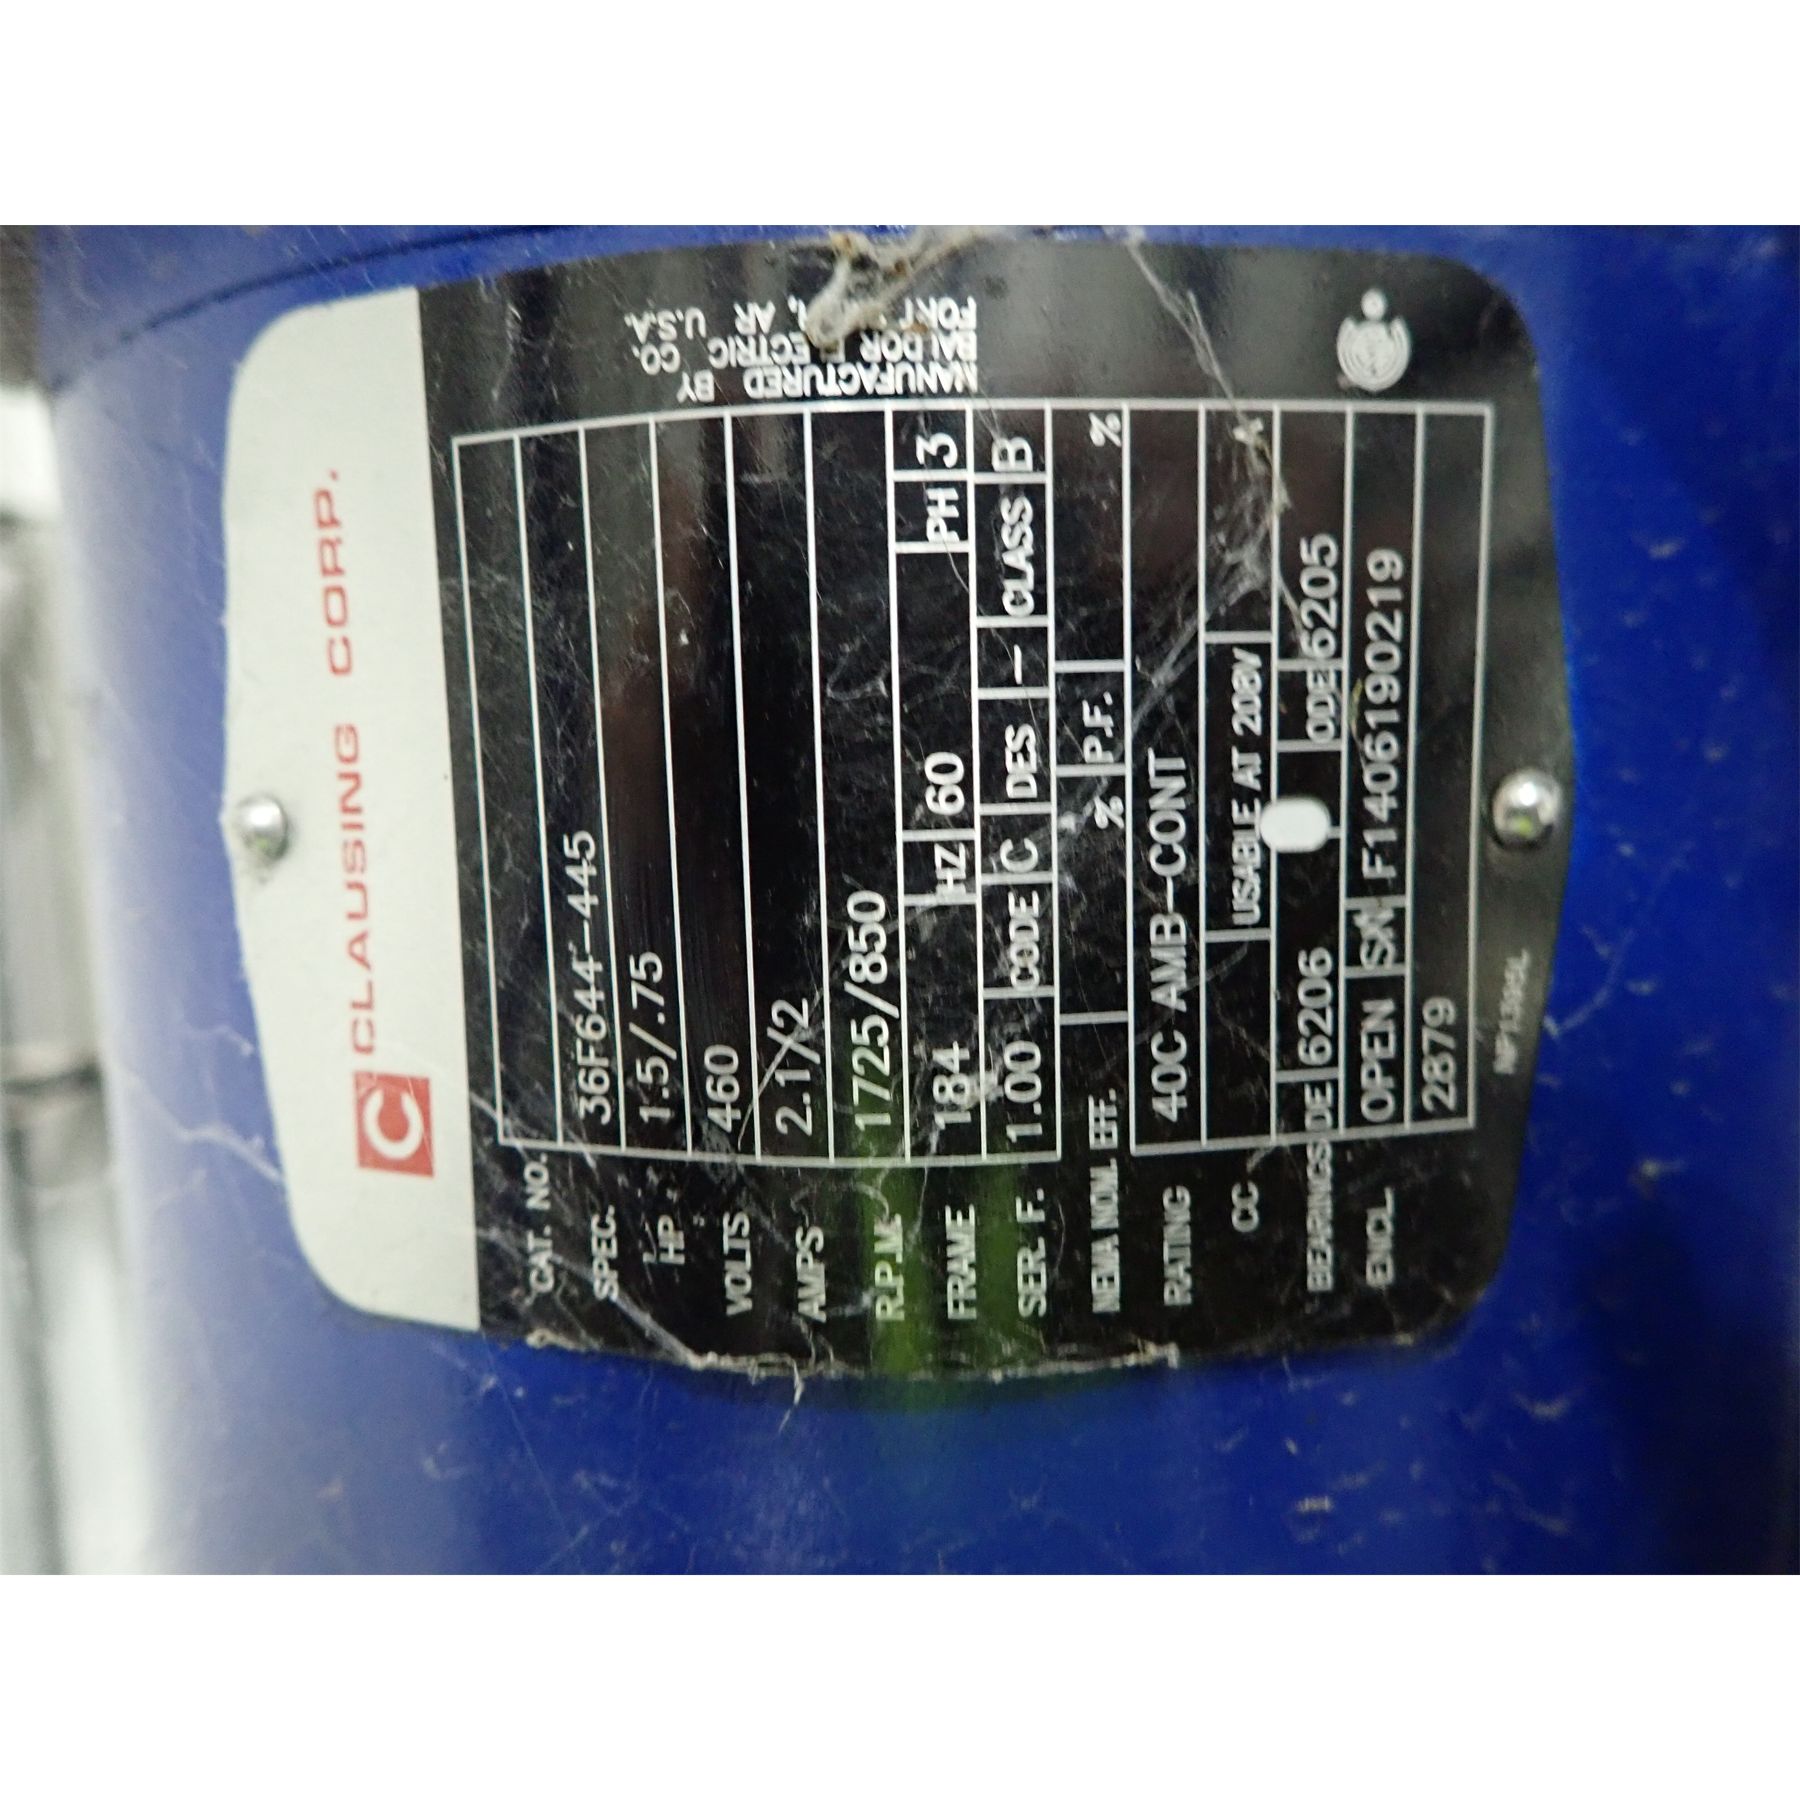 C CLAUSING CORP.
CAT. NO.
SPEC. 36F644-445
HP 1.5/.75
VOLTS 460
AMPS 2.1/2
R.P.M. 1725/850
FRAME 184 HZ 60 PH 3
SER. F. 1.00 CODE C DES - CLASS B
NEMA NOM. EFF. % P.F. %
RATING 40C AMB-CONT
CC USABLE AT 208V A
BEARINGS DE 6206 ODE 6205
ENCL. OPEN SN F1406190219
2879
MANUFACTURED BY
BALDOR ELECTRIC CO.
AR U.S.A.